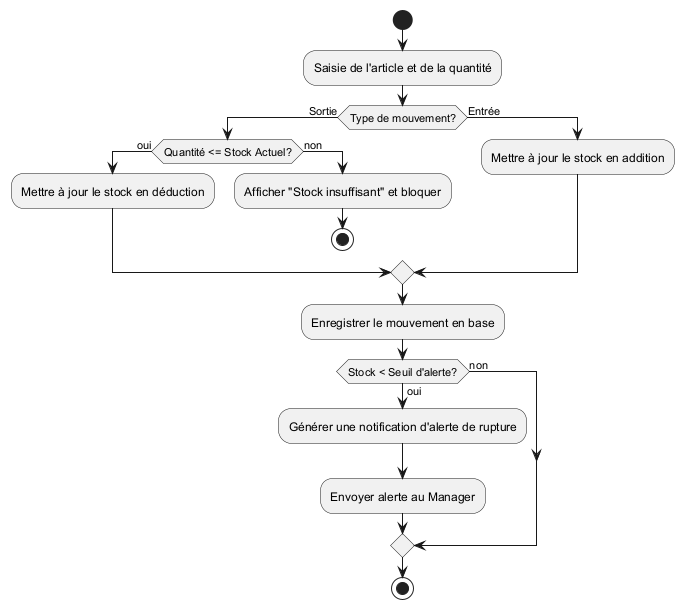 Saisie de l'article et de la quantité
Sortie
Type de mouvement?
Entrée
oui
Quantité <= Stock Actuel?
non
Mettre à jour le stock en addition
Mettre à jour le stock en déduction
Afficher "Stock insuffisant" et bloquer
Enregistrer le mouvement en base
Stock < Seuil d'alerte?
non
oui
Générer une notification d'alerte de rupture
Envoyer alerte au Manager